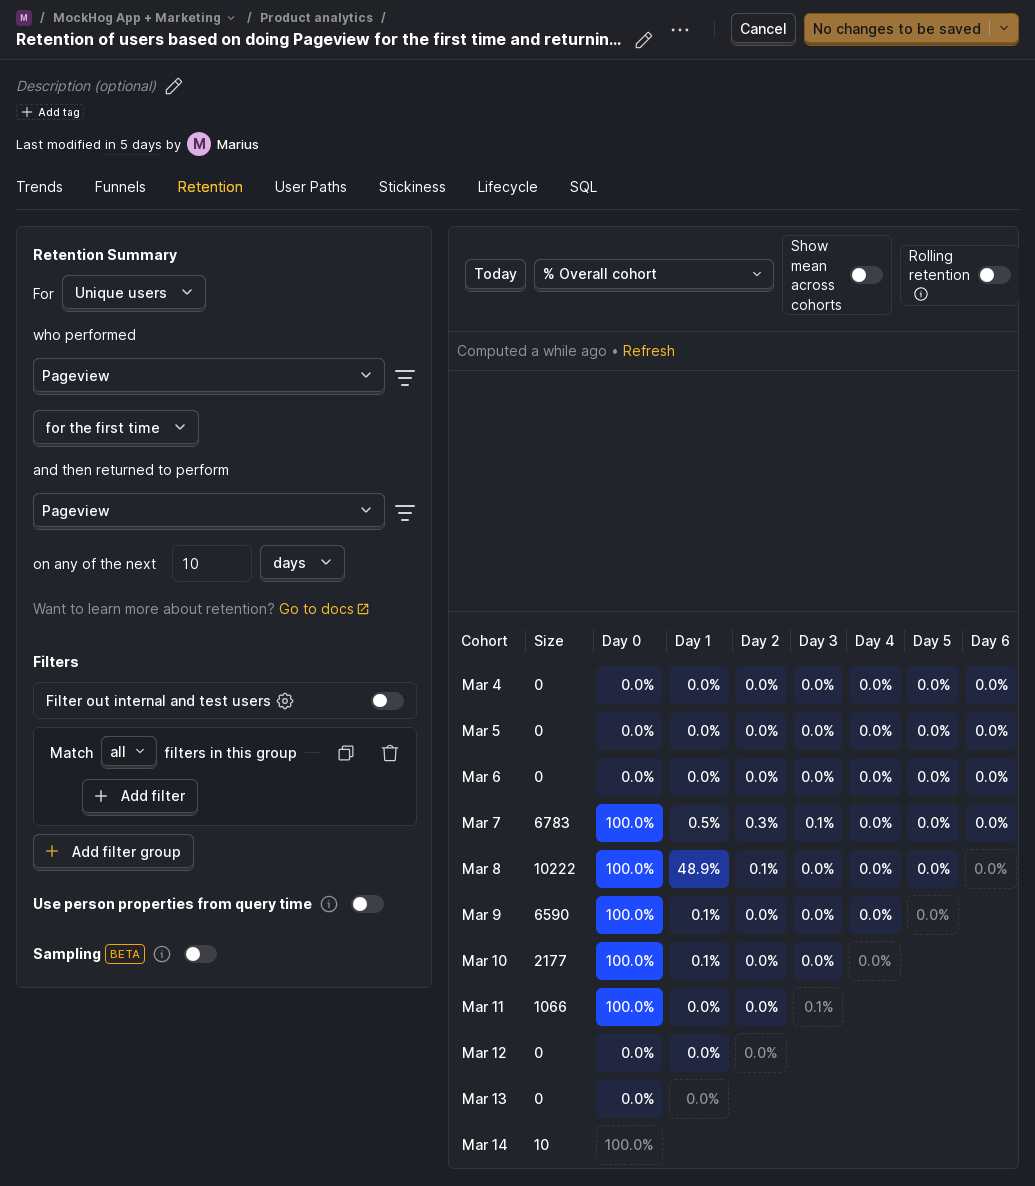 M / MockHog App + Marketing / Product analytics /
Retention of users based on doing Pageview for the first time and returnin...
Cancel
No changes to be saved
Description (optional)
Add tag
Last modified in 5 days by M Marius
Trends Funnels Retention User Paths Stickiness Lifecycle SQL
Retention Summary
For Unique users
who performed
Pageview
for the first time
and then returned to perform
Pageview
on any of the next 10 days
Want to learn more about retention? Go to docs
Filters
Filter out internal and test users
Match all filters in this group
Add filter
Add filter group
Use person properties from query time
Sampling BETA
Today
% Overall cohort
Show
mean
across
cohorts
Rolling
retention
Computed a while ago • Refresh
Cohort Size Day 0 Day 1 Day 2 Day 3 Day 4 Day 5 Day 6
Mar 4 0 0.0% 0.0% 0.0% 0.0% 0.0% 0.0% 0.0%
Mar 5 0 0.0% 0.0% 0.0% 0.0% 0.0% 0.0% 0.0%
Mar 6 0 0.0% 0.0% 0.0% 0.0% 0.0% 0.0% 0.0%
Mar 7 6783 100.0% 0.5% 0.3% 0.1% 0.0% 0.0% 0.0%
Mar 8 10222 100.0% 48.9% 0.1% 0.0% 0.0% 0.0% 0.0%
Mar 9 6590 100.0% 0.1% 0.0% 0.0% 0.0% 0.0%
Mar 10 2177 100.0% 0.1% 0.0% 0.0% 0.0%
Mar 11 1066 100.0% 0.0% 0.0% 0.1%
Mar 12 0 0.0% 0.0% 0.0%
Mar 13 0 0.0% 0.0%
Mar 14 10 100.0%